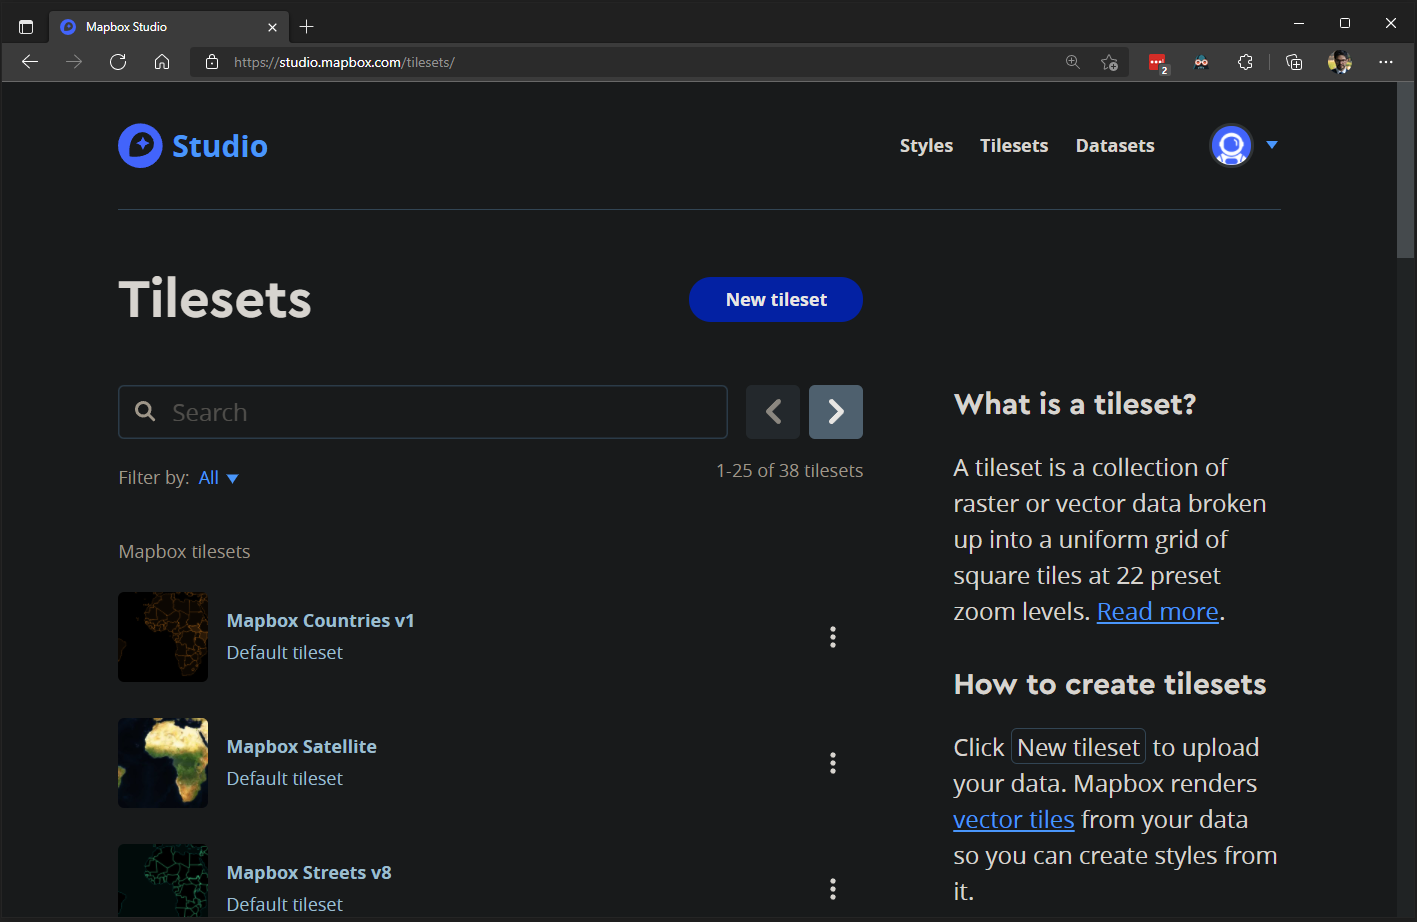 Mapbox Studio
https://studio.mapbox.com/tilesets/
2
Studio
Styles Tilesets Datasets
Tilesets
New tileset
Search
Filter by: All
1-25 of 38 tilesets
Mapbox tilesets
Mapbox Countries v1
Default tileset
Mapbox Satellite
Default tileset
Mapbox Streets v8
Default tileset
What is a tileset?
A tileset is a collection of
raster or vector data broken
up into a uniform grid of
square tiles at 22 preset
zoom levels. Read more.
How to create tilesets
Click New tileset to upload
your data. Mapbox renders
vector tiles from your data
so you can create styles from
it.